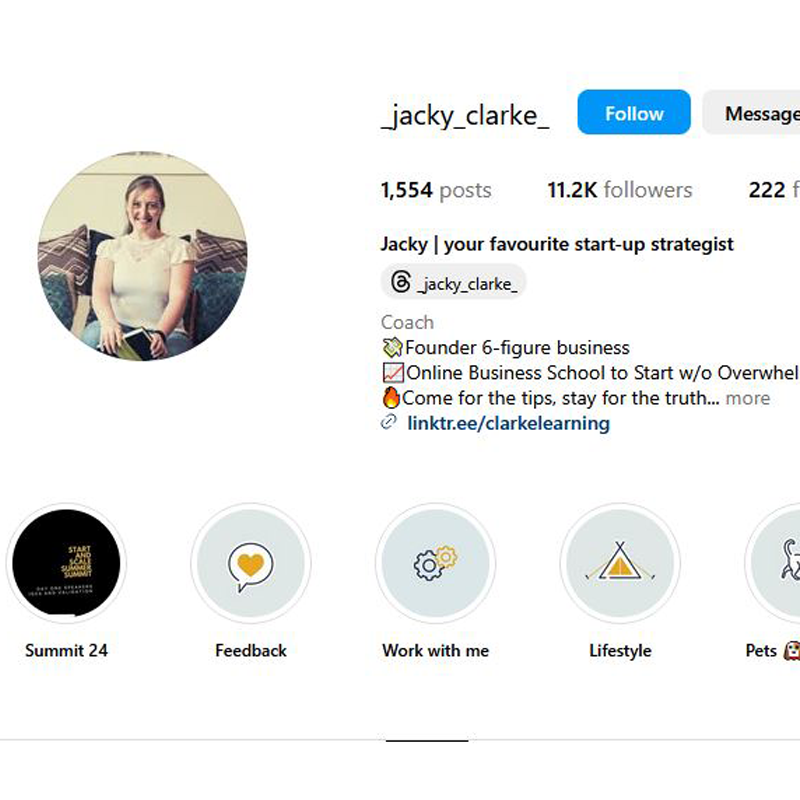 _jacky_clarke_
Follow
Message
1,554 posts
11.2K followers
222 f
Jacky | your favourite start-up strategist
_jacky_clarke_
Coach
💸Founder 6-figure business
📈Online Business School to Start w/o Overwhel
🔥Come for the tips, stay for the truth... more
linktr.ee/clarkelearning
START
AND
SCALE
SUMMER
SUMMIT
DAY ONE SPEAKERS
IDEA AND VALIDATION
Summit 24
Feedback
Work with me
Lifestyle
Pets